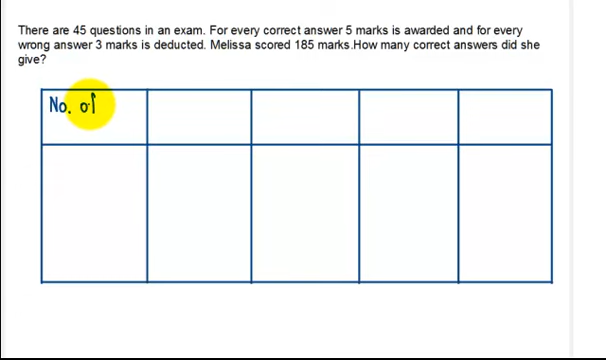 There are 45 questions in an exam. For every correct answer 5 marks is awarded and for every
wrong answer 3 marks is deducted. Melissa scored 185 marks.How many correct answers did she
give?
No. of